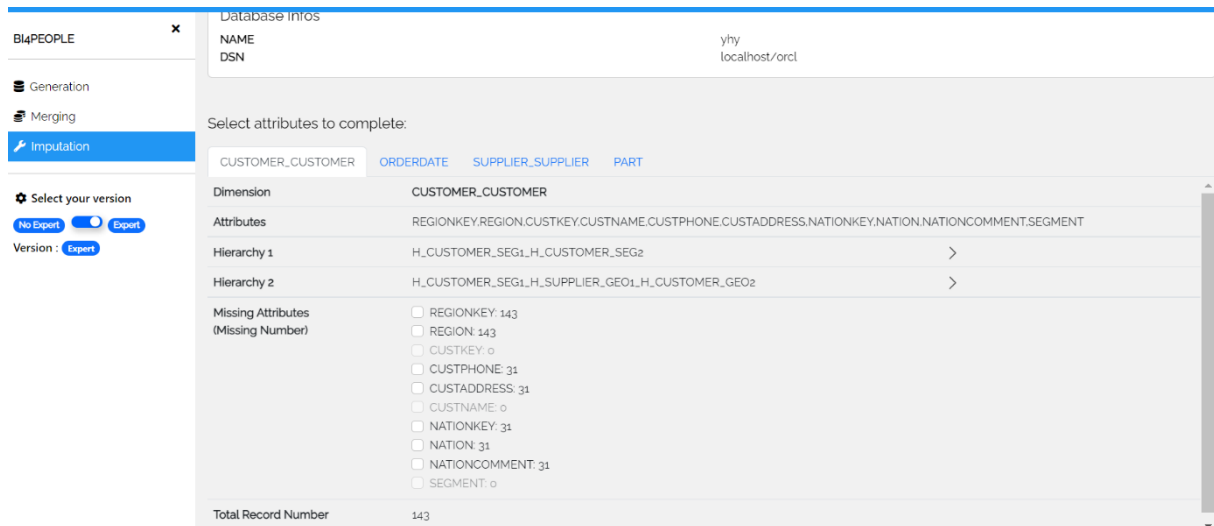 Database Infos
BI4PEOPLE ×
NAME yhy
DSN localhost/orcl
Generation
Merging
Imputation
Select your version
No Expert Expert
Version : Expert
Select attributes to complete:
CUSTOMER_CUSTOMER ORDERDATE SUPPLIER_SUPPLIER PART
Dimension CUSTOMER_CUSTOMER
Attributes REGIONKEY,REGION,CUSTKEY,CUSTNAME,CUSTPHONE,CUSTADDRESS,NATIONKEY,NATION,NATIONCOMMENT,SEGMENT
Hierarchy 1 H_CUSTOMER_SEG1_H_CUSTOMER_SEG2
Hierarchy 2 H_CUSTOMER_SEG1_H_SUPPLIER_GEO1_H_CUSTOMER_GEO2
Missing Attributes
(Missing Number)
REGIONKEY: 143
REGION: 143
CUSTKEY: 0
CUSTPHONE: 31
CUSTADDRESS: 31
CUSTNAME: 0
NATIONKEY: 31
NATION: 31
NATIONCOMMENT: 31
SEGMENT: 0
Total Record Number 143